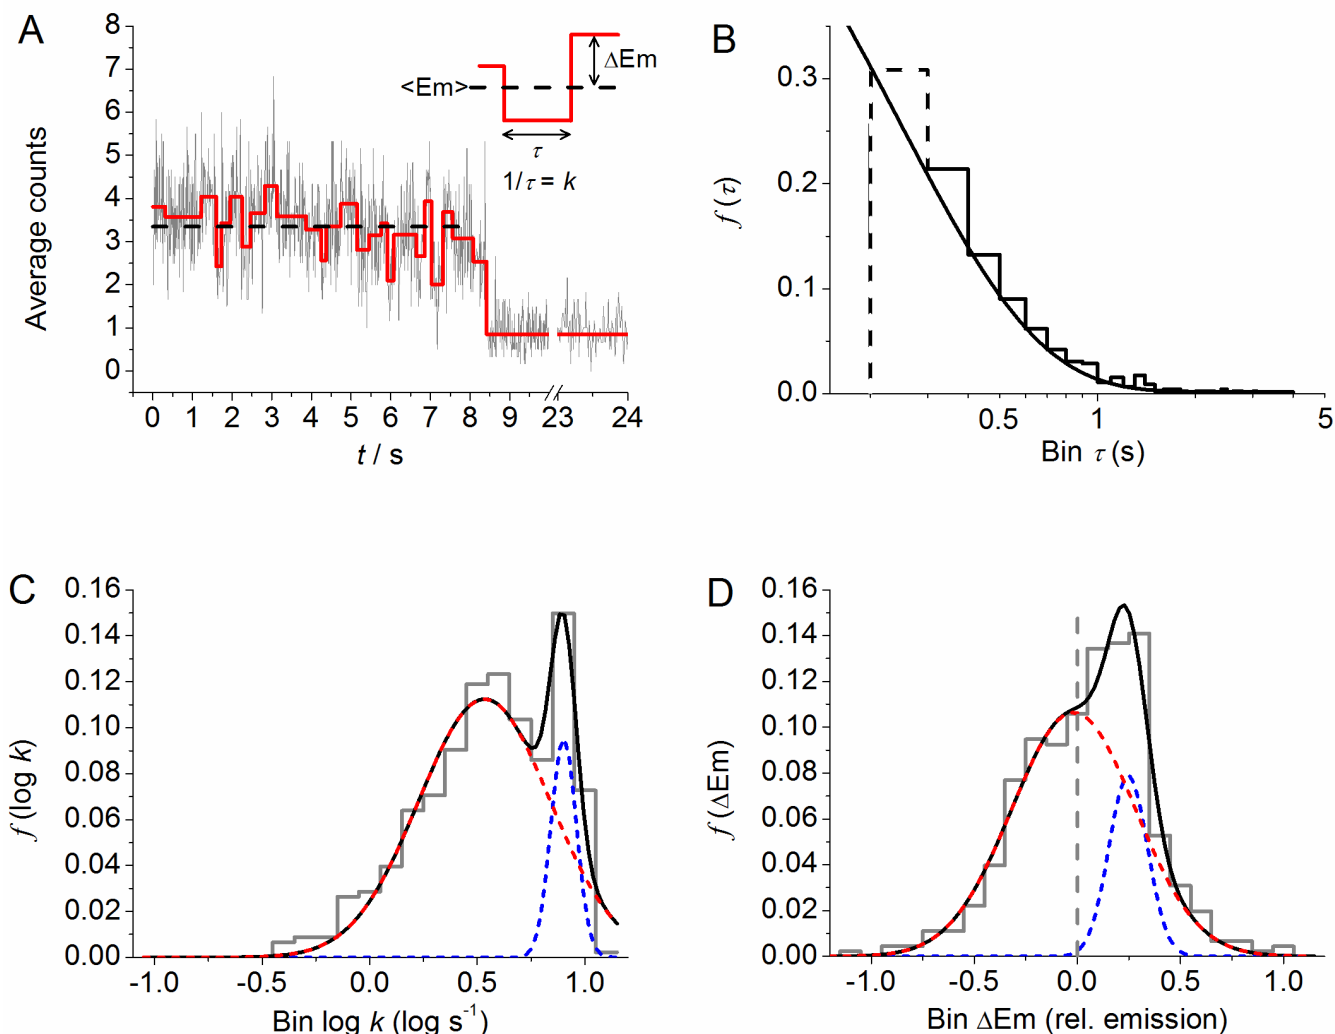 A
8
7
6
5
4
3
2
1
0
Average counts
<Em>
ΔEm
τ
1/τ = k
0 1 2 3 4 5 6 7 8 9 23 24
t / s
B
0.3
0.2
0.1
0.0
f (τ)
0.5 1 5
Bin τ (s)
C
0.16
0.14
0.12
0.10
0.08
0.06
0.04
0.02
0.00
f (log k)
-1.0 -0.5 0.0 0.5 1.0
Bin log k (log s⁻¹)
D
0.16
0.14
0.12
0.10
0.08
0.06
0.04
0.02
0.00
f (ΔEm)
-1.0 -0.5 0.0 0.5 1.0
Bin ΔEm (rel. emission)